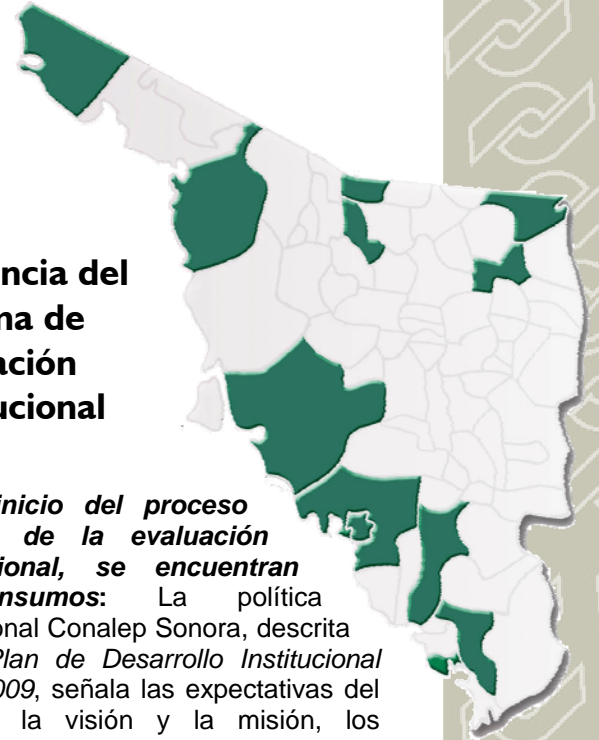 ncia del
na de
ación
ucional
inicio del proceso
de la evaluación
ional, se encuentran
nsumos: La política
onal Conalep Sonora, descrita
Plan de Desarrollo Institucional
009, señala las expectativas del
la visión y la misión, los